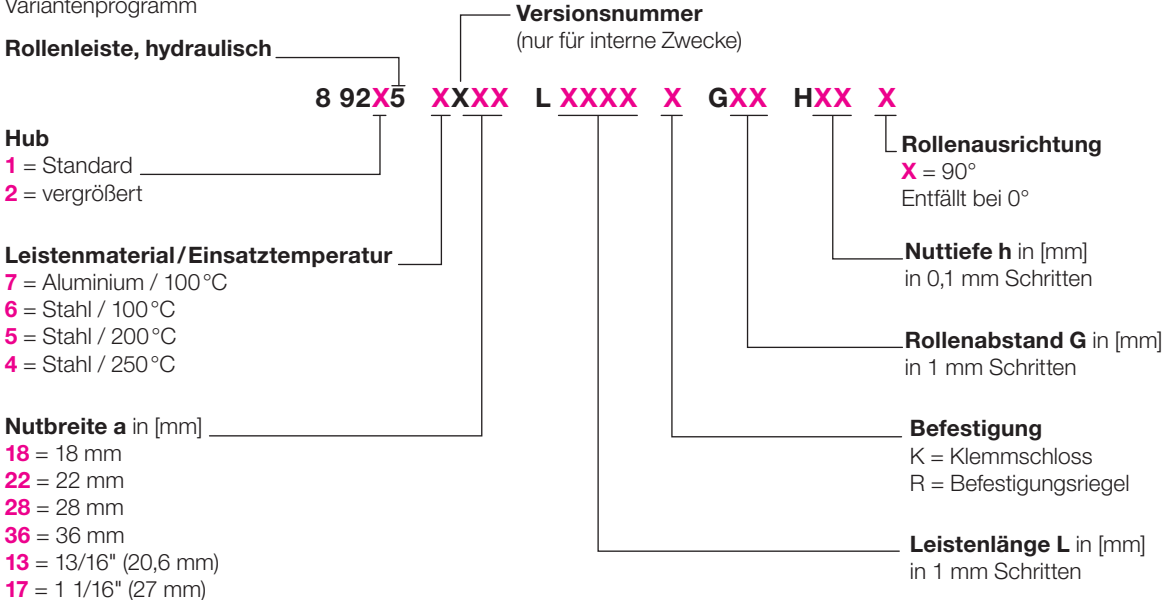 Variantenprogramm
Versionsnummer
(nur für interne Zwecke)
Rollenleiste, hydraulisch
8 92X5 XXXX L XXXX X GXX HXX X
Hub
1 = Standard
2 = vergrößert
Leistenmaterial/Einsatztemperatur
7 = Aluminium / 100 °C
6 = Stahl / 100 °C
5 = Stahl / 200 °C
4 = Stahl / 250 °C
Nutbreite a in [mm]
18 = 18 mm
22 = 22 mm
28 = 28 mm
36 = 36 mm
13 = 13/16" (20,6 mm)
17 = 1 1/16" (27 mm)
Rollenausrichtung
X = 90°
Entfällt bei 0°
Nuttiefe h in [mm]
in 0,1 mm Schritten
Rollenabstand G in [mm]
in 1 mm Schritten
Befestigung
K = Klemmschloss
R = Befestigungsriegel
Leistenlänge L in [mm]
in 1 mm Schritten